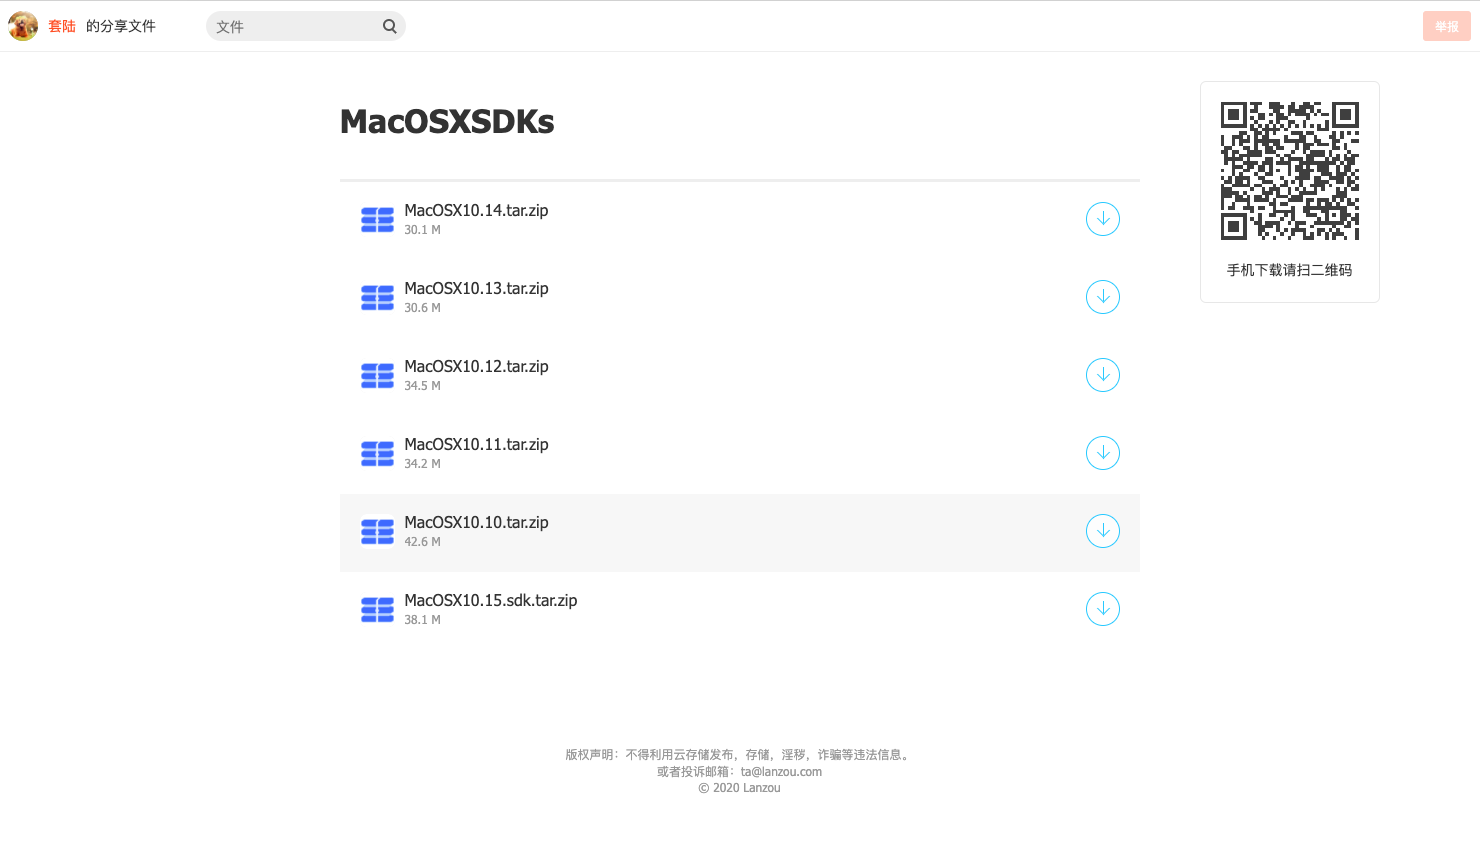 套陆 的分享文件
文件
举报
MacOSXSDKs
MacOSX10.14.tar.zip
30.1 M
MacOSX10.13.tar.zip
30.6 M
MacOSX10.12.tar.zip
34.5 M
MacOSX10.11.tar.zip
34.2 M
MacOSX10.10.tar.zip
42.6 M
MacOSX10.15.sdk.tar.zip
38.1 M
手机下载请扫二维码
版权声明：不得利用云存储发布，存储，淫秽，诈骗等违法信息。
或者投诉邮箱：ta@lanzou.com
© 2020 Lanzou